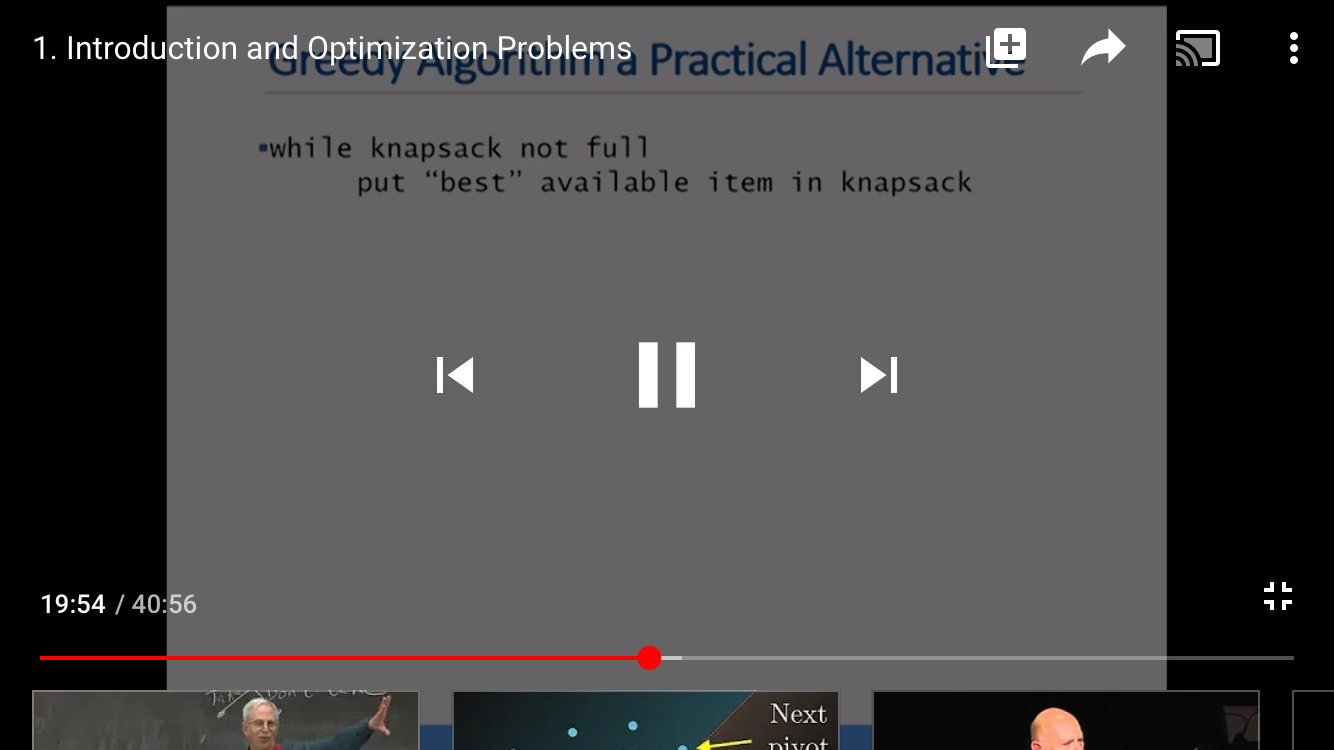 1. Introduction and Optimization Problems
Greedy Algorithm a Practical Alternative
▪while knapsack not full
put “best” available item in knapsack
19:54 / 40:56
Next
pivot